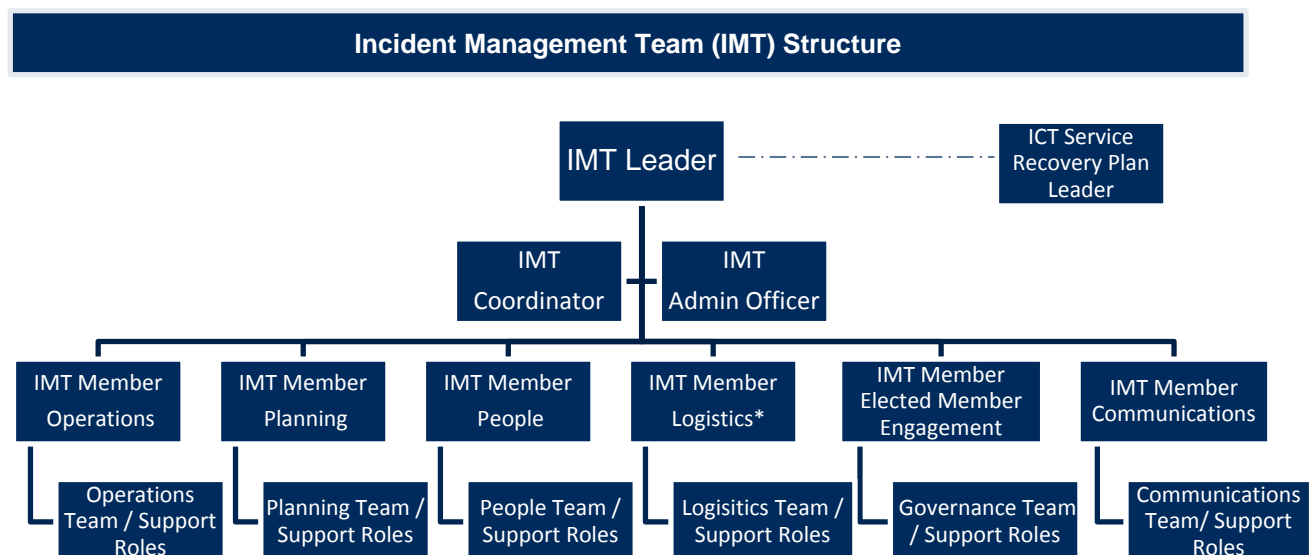 Incident Management Team (IMT) Structure
IMT Leader
ICT Service
Recovery Plan
Leader
IMT
Coordinator
IMT
Admin Officer
IMT Member
Operations
IMT Member
Planning
IMT Member
People
IMT Member
Logistics*
IMT Member
Elected Member
Engagement
IMT Member
Communications
Operations
Team / Support
Roles
Planning Team /
Support Roles
People Team /
Support Roles
Logisitics Team /
Support Roles
Governance Team
/ Support Roles
Communications
Team/ Support
Roles